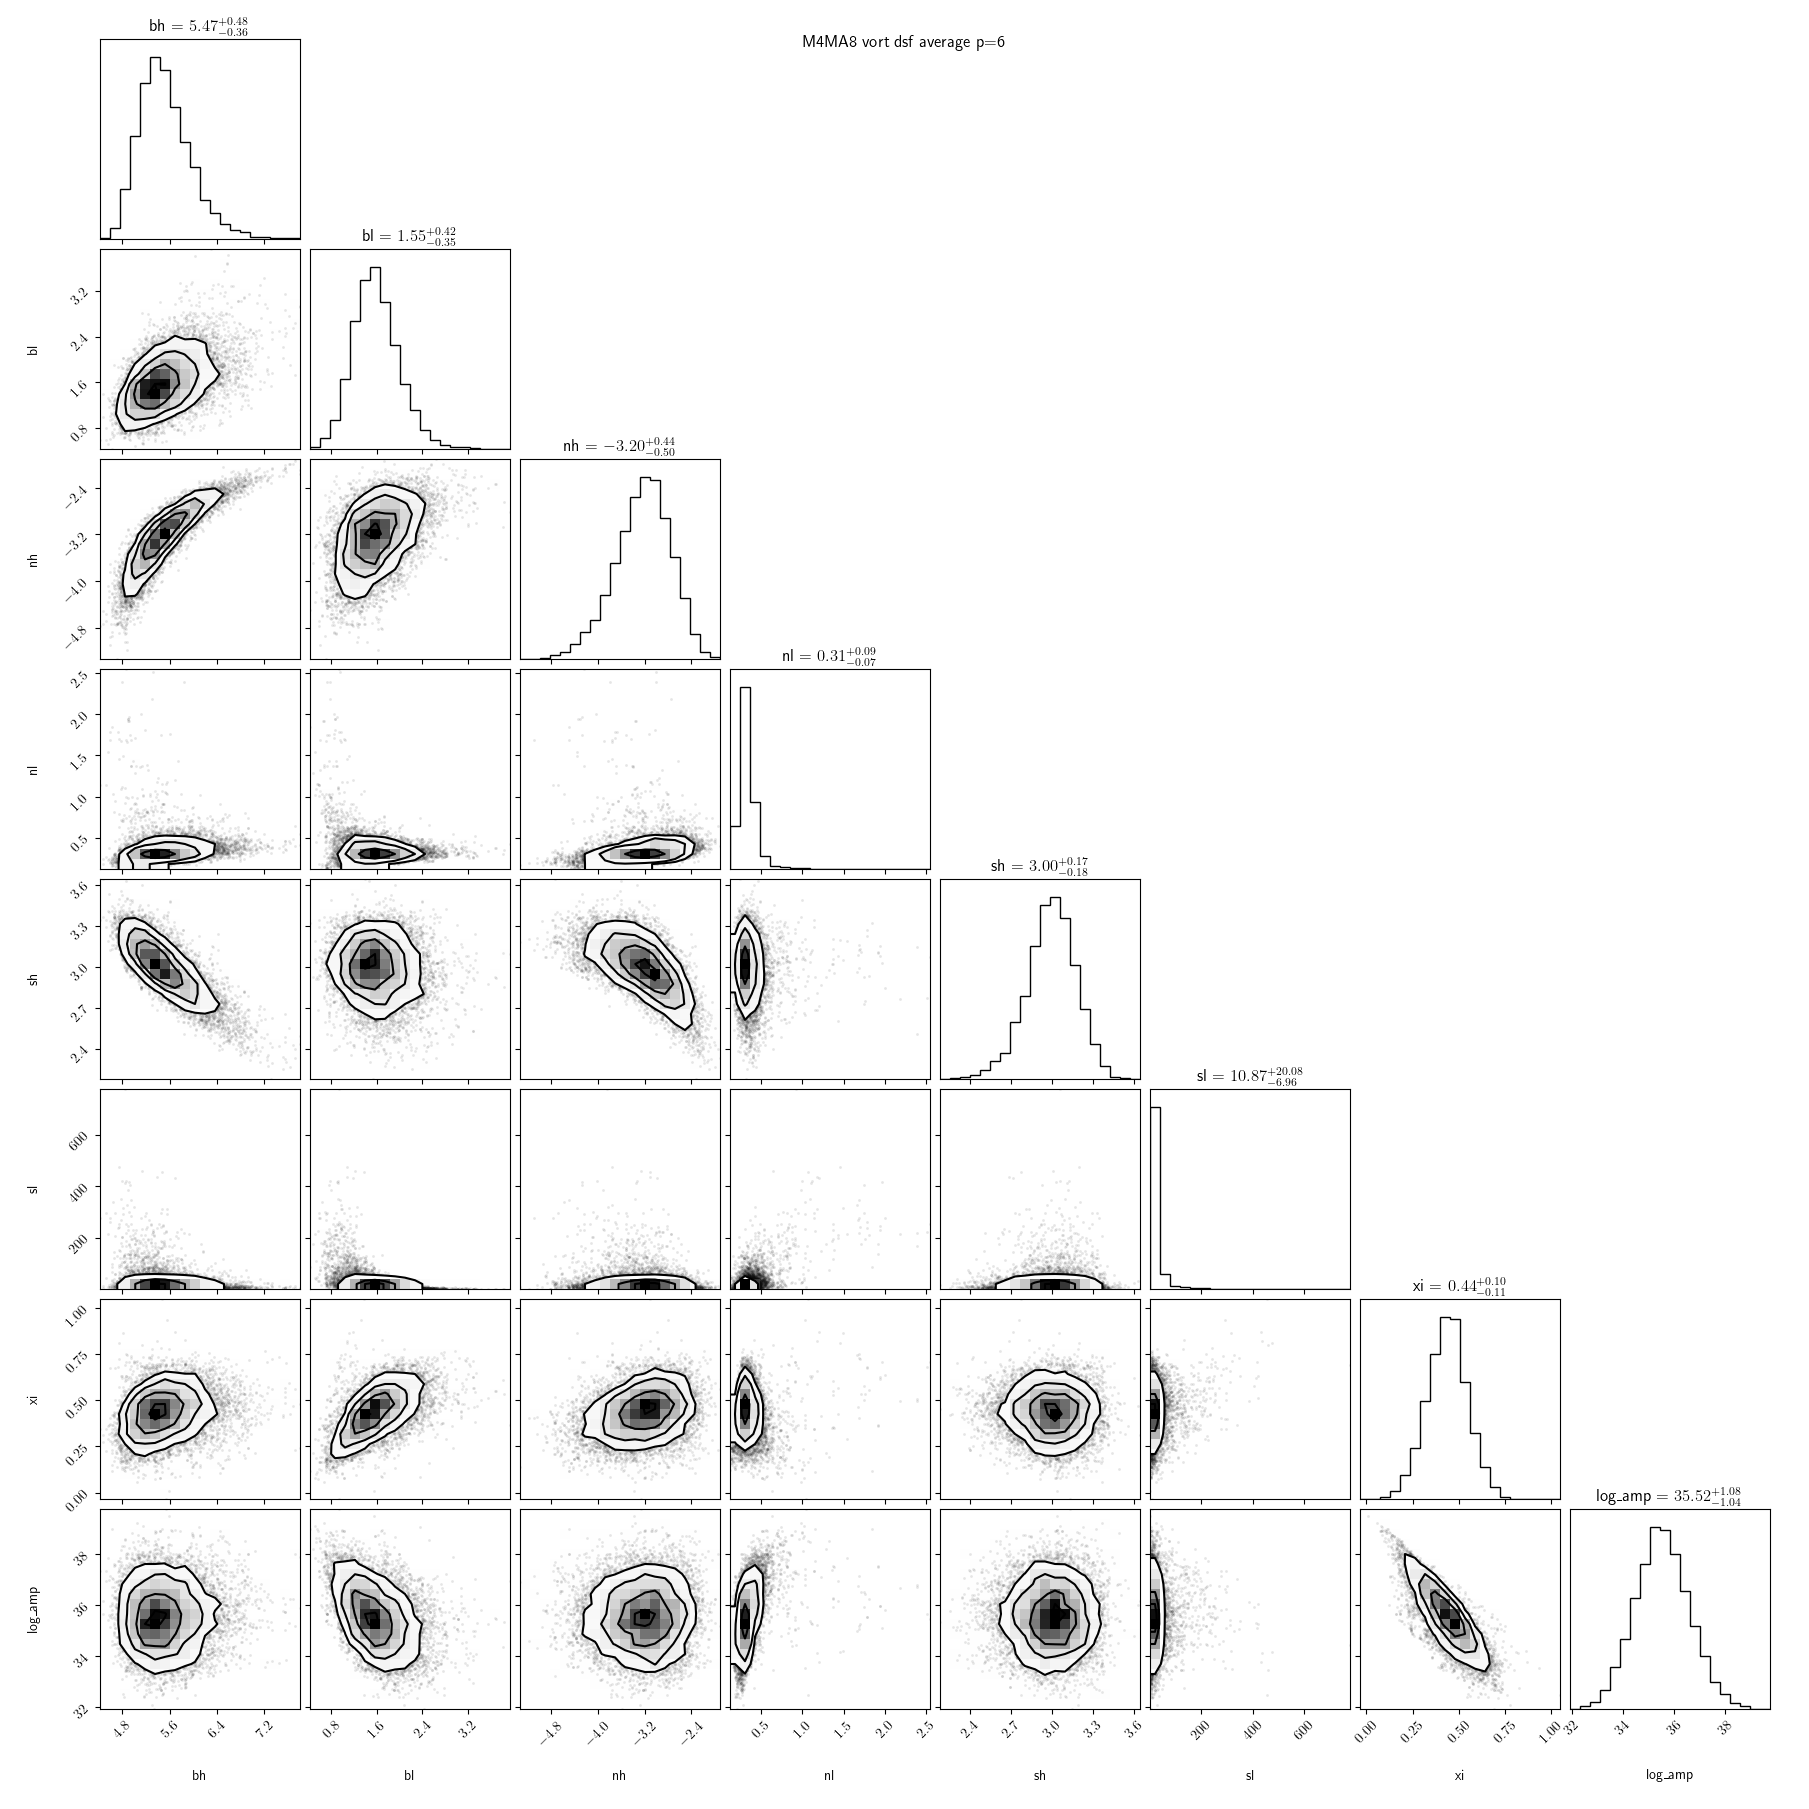 bh = 5.47+0.48−0.36
M4MA8 vort dsf average p=6
bl = 1.55+0.42−0.35
3.2
2.4
1.6
0.8
bl
nh = −3.20+0.44−0.50
−2.4
−3.2
−4.0
−4.8
nh
nl = 0.31+0.09−0.07
2.5
2.0
1.5
1.0
0.5
nl
sh = 3.00+0.17−0.18
3.6
3.3
3.0
2.7
2.4
sh
sl = 10.87+20.08−6.96
600
400
200
sl
xi = 0.44+0.10−0.11
1.00
0.75
0.50
0.25
0.00
xi
log_amp = 35.52+1.08−1.04
38
36
34
32
log_amp
4.8 5.6 6.4 7.2 0.8 1.6 2.4 3.2 −4.8 −4.0 −3.2 −2.4 0.5 1.0 1.5 2.0 2.5 2.4 2.7 3.0 3.3 3.6 200 400 600 0.00 0.25 0.50 0.75 1.00 32 34 36 38
bh bl nh nl sh sl xi log_amp